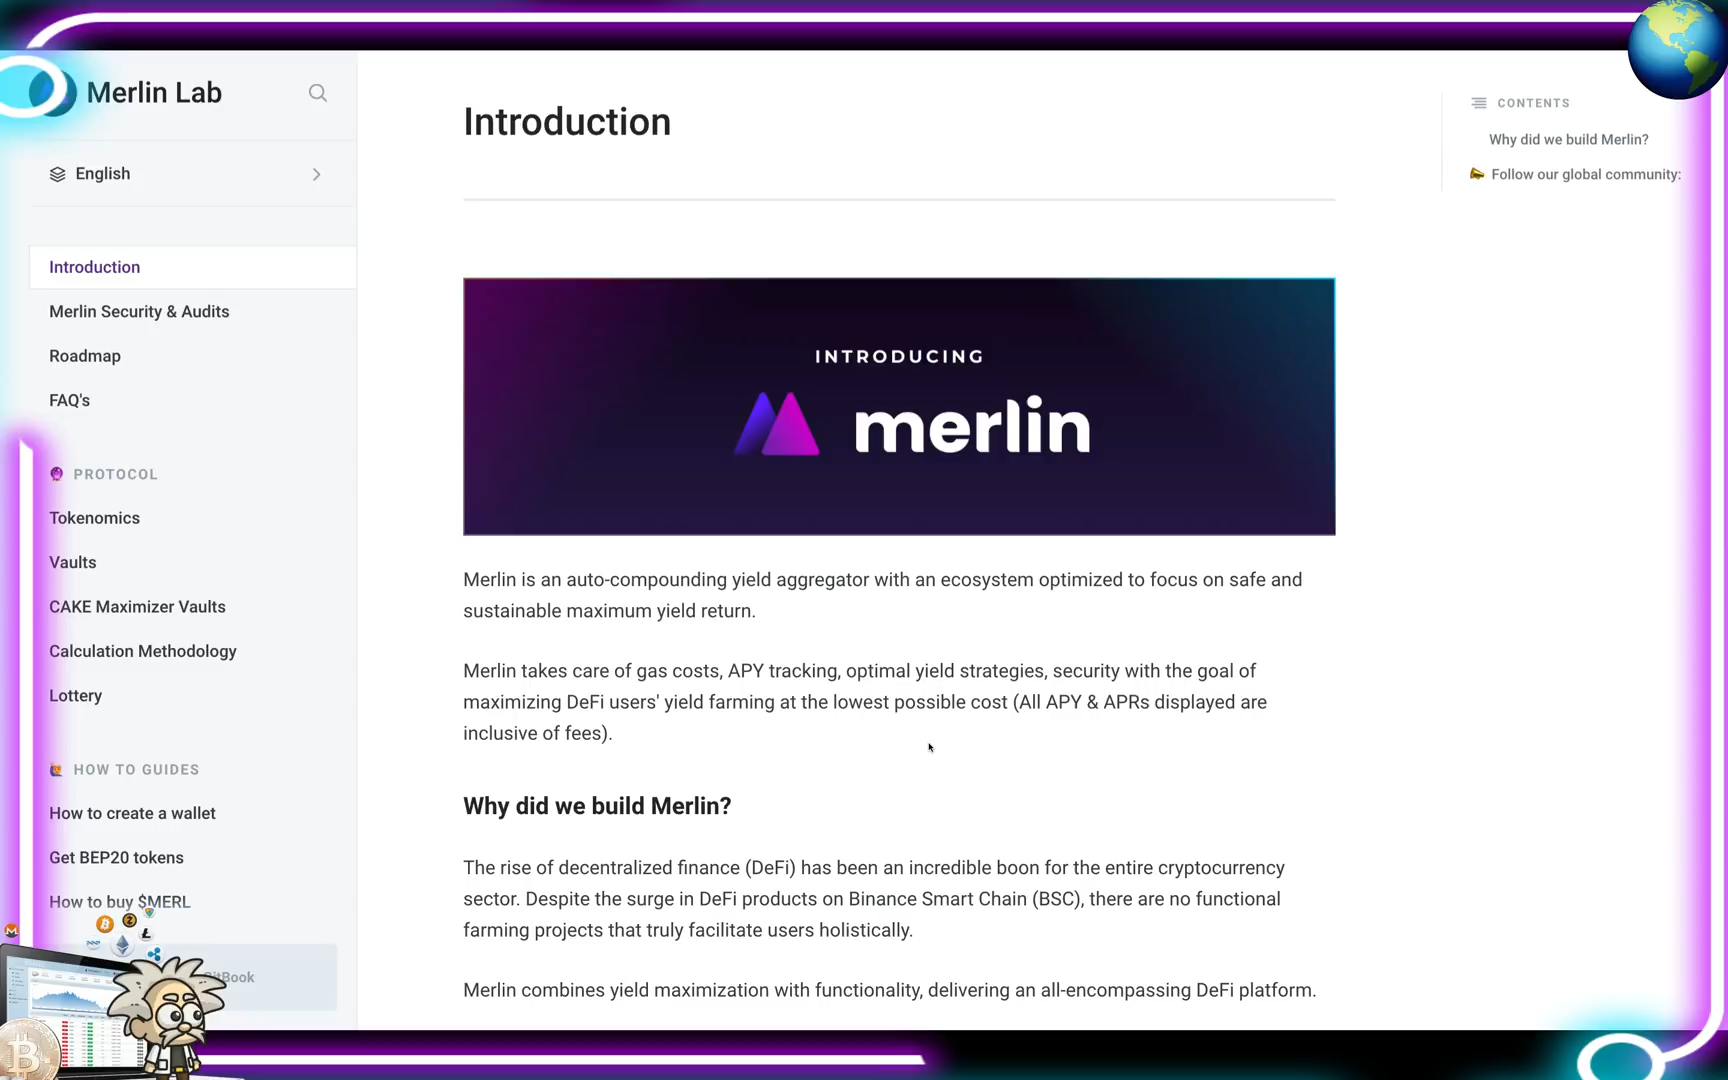 Merlin Lab
English
Introduction
Merlin Security & Audits
Roadmap
FAQ's
PROTOCOL
Tokenomics
Vaults
CAKE Maximizer Vaults
Calculation Methodology
Lottery
HOW TO GUIDES
How to create a wallet
Get BEP20 tokens
How to buy $MERL
Introduction
INTRODUCING
merlin
Merlin is an auto-compounding yield aggregator with an ecosystem optimized to focus on safe and
sustainable maximum yield return.
Merlin takes care of gas costs, APY tracking, optimal yield strategies, security with the goal of
maximizing DeFi users' yield farming at the lowest possible cost (All APY & APRs displayed are
inclusive of fees).
Why did we build Merlin?
The rise of decentralized finance (DeFi) has been an incredible boon for the entire cryptocurrency
sector. Despite the surge in DeFi products on Binance Smart Chain (BSC), there are no functional
farming projects that truly facilitate users holistically.
Merlin combines yield maximization with functionality, delivering an all-encompassing DeFi platform.
CONTENTS
Why did we build Merlin?
Follow our global community: